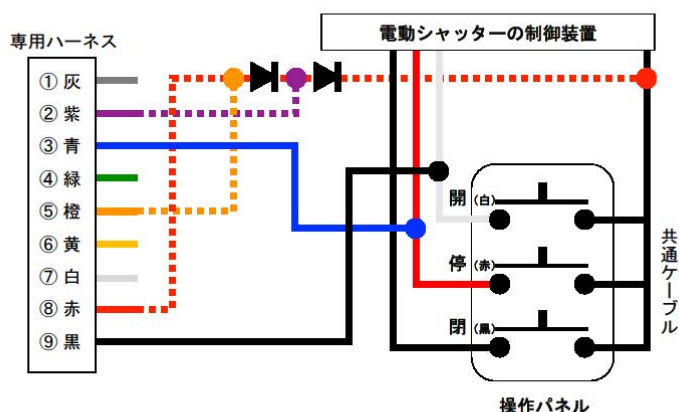 電動シャッターの制御装置
専用ハーネス
① 灰
② 紫
③ 青
④ 緑
⑤ 橙
⑥ 黄
⑦ 白
⑧ 赤
⑨ 黒
開 (白)
停 (赤)
閉 (黒)
共通ケーブル
操作パネル